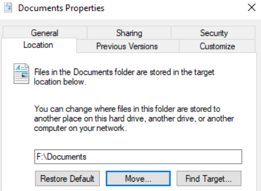 Documents Properties
General Sharing Security
Location Previous Versions Customize
Files in the Documents folder are stored in the target
location below.
You can change where files in this folder are stored to
another place on this hard drive, another drive, or another
computer on your network.
F:\Documents
Restore Default Move... Find Target...